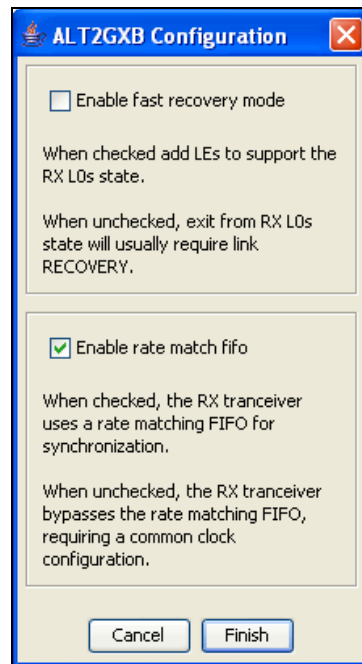 ALT2GXB Configuration
Enable fast recovery mode
When checked add LEs to support the
RX L0s state.
When unchecked, exit from RX L0s
state will usually require link
RECOVERY.
Enable rate match fifo
When checked, the RX tranceiver
uses a rate matching FIFO for
synchronization.
When unchecked, the RX tranceiver
bypasses the rate matching FIFO,
requiring a common clock
configuration.
Cancel Finish